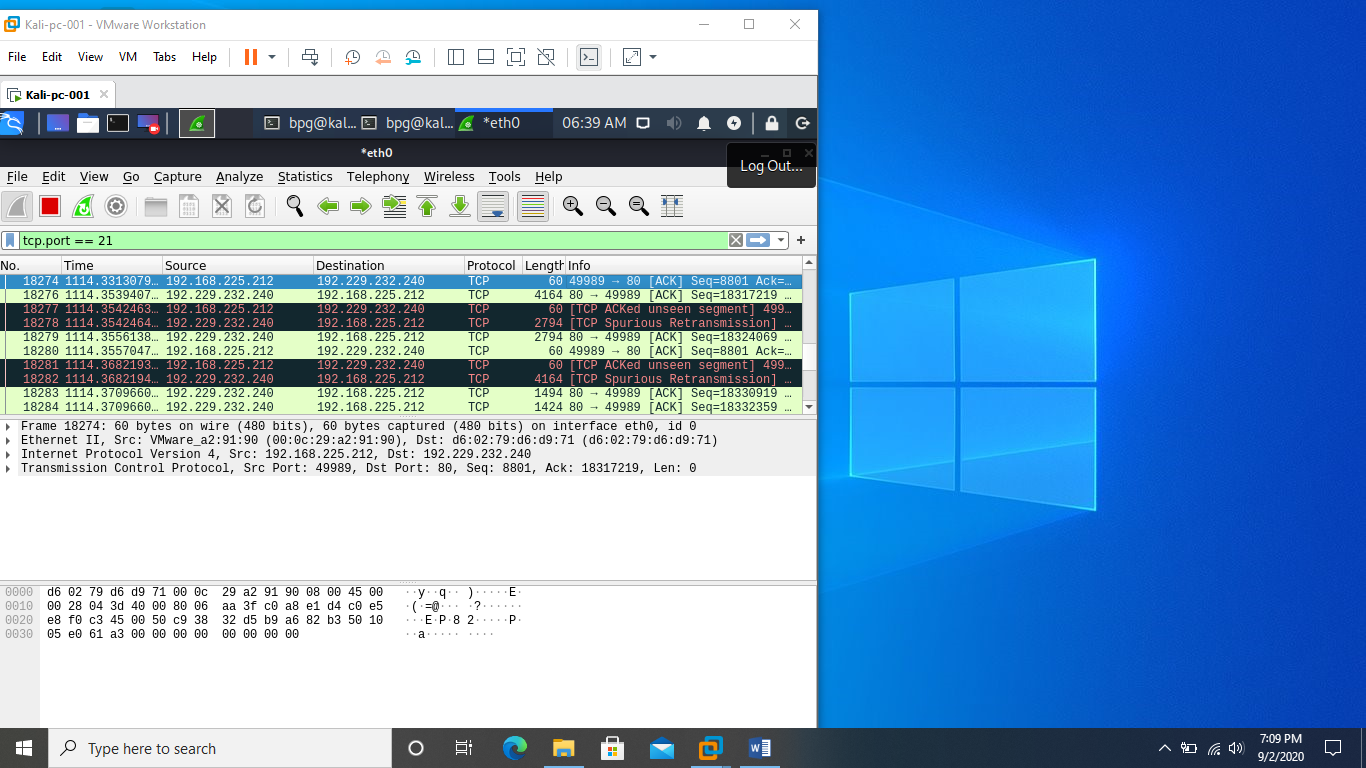 Kali-pc-001 - VMware Workstation
File Edit View VM Tabs Help
Kali-pc-001
bpg@kal... bpg@kal... *eth0 06:39 AM
*eth0
Log Out...
File Edit View Go Capture Analyze Statistics Telephony Wireless Tools Help
tcp.port == 21
No. Time Source Destination Protocol Length Info
18274 1114.3313079... 192.168.225.212 192.229.232.240 TCP 60 49989 → 80 [ACK] Seq=8801 Ack=...
18276 1114.3539407... 192.229.232.240 192.168.225.212 TCP 4164 80 → 49989 [ACK] Seq=18317219 ...
18277 1114.3542463... 192.168.225.212 192.229.232.240 TCP 60 [TCP ACKed unseen segment] 499...
18278 1114.3542464... 192.229.232.240 192.168.225.212 TCP 2794 [TCP Spurious Retransmission] ...
18279 1114.3556138... 192.229.232.240 192.168.225.212 TCP 2794 80 → 49989 [ACK] Seq=18324069 ...
18280 1114.3557047... 192.168.225.212 192.229.232.240 TCP 60 49989 → 80 [ACK] Seq=8801 Ack=...
18281 1114.3682193... 192.168.225.212 192.229.232.240 TCP 60 [TCP ACKed unseen segment] 499...
18282 1114.3682194... 192.229.232.240 192.168.225.212 TCP 4164 [TCP Spurious Retransmission] ...
18283 1114.3709660... 192.229.232.240 192.168.225.212 TCP 1494 80 → 49989 [ACK] Seq=18330919 ...
18284 1114.3709660... 192.229.232.240 192.168.225.212 TCP 1424 80 → 49989 [ACK] Seq=18332359 ...
Frame 18274: 60 bytes on wire (480 bits), 60 bytes captured (480 bits) on interface eth0, id 0
Ethernet II, Src: VMware_a2:91:90 (00:0c:29:a2:91:90), Dst: d6:02:79:d6:d9:71 (d6:02:79:d6:d9:71)
Internet Protocol Version 4, Src: 192.168.225.212, Dst: 192.229.232.240
Transmission Control Protocol, Src Port: 49989, Dst Port: 80, Seq: 8801, Ack: 18317219, Len: 0
0000 d6 02 79 d6 d9 71 00 0c 29 a2 91 90 08 00 45 00 ··y··q·· )·····E·
0010 00 28 04 3d 40 00 80 06 aa 3f c0 a8 e1 d4 c0 e5 ·(·=@··· ·?······
0020 e8 f0 c3 45 00 50 c9 38 32 d5 b9 a6 82 b3 50 10 ···E·P·8 2·····P·
0030 05 e0 61 a3 00 00 00 00 00 00 00 00 ··a····· ····
Type here to search
7:09 PM
9/2/2020